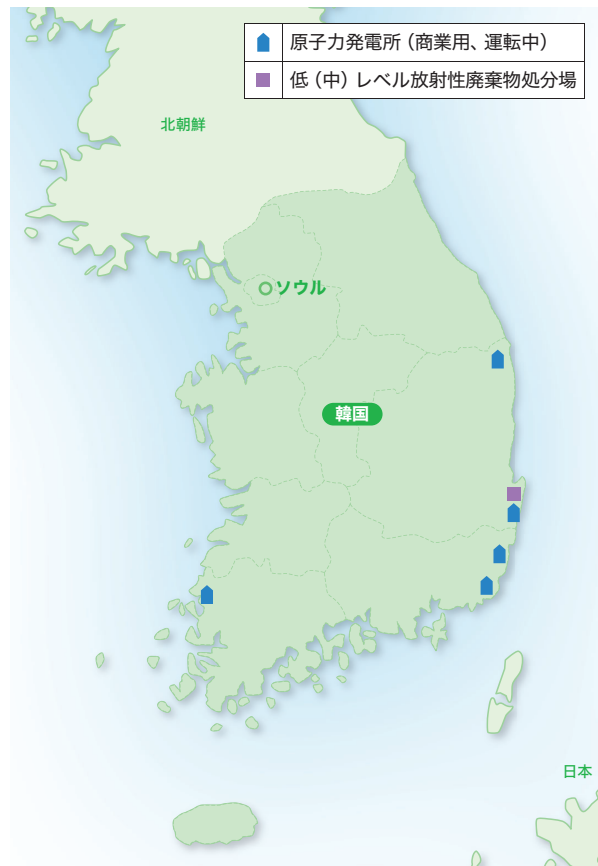 原子力発電所（商業用、運転中）
低（中）レベル放射性廃棄物処分場
北朝鮮
ソウル
韓国
日本